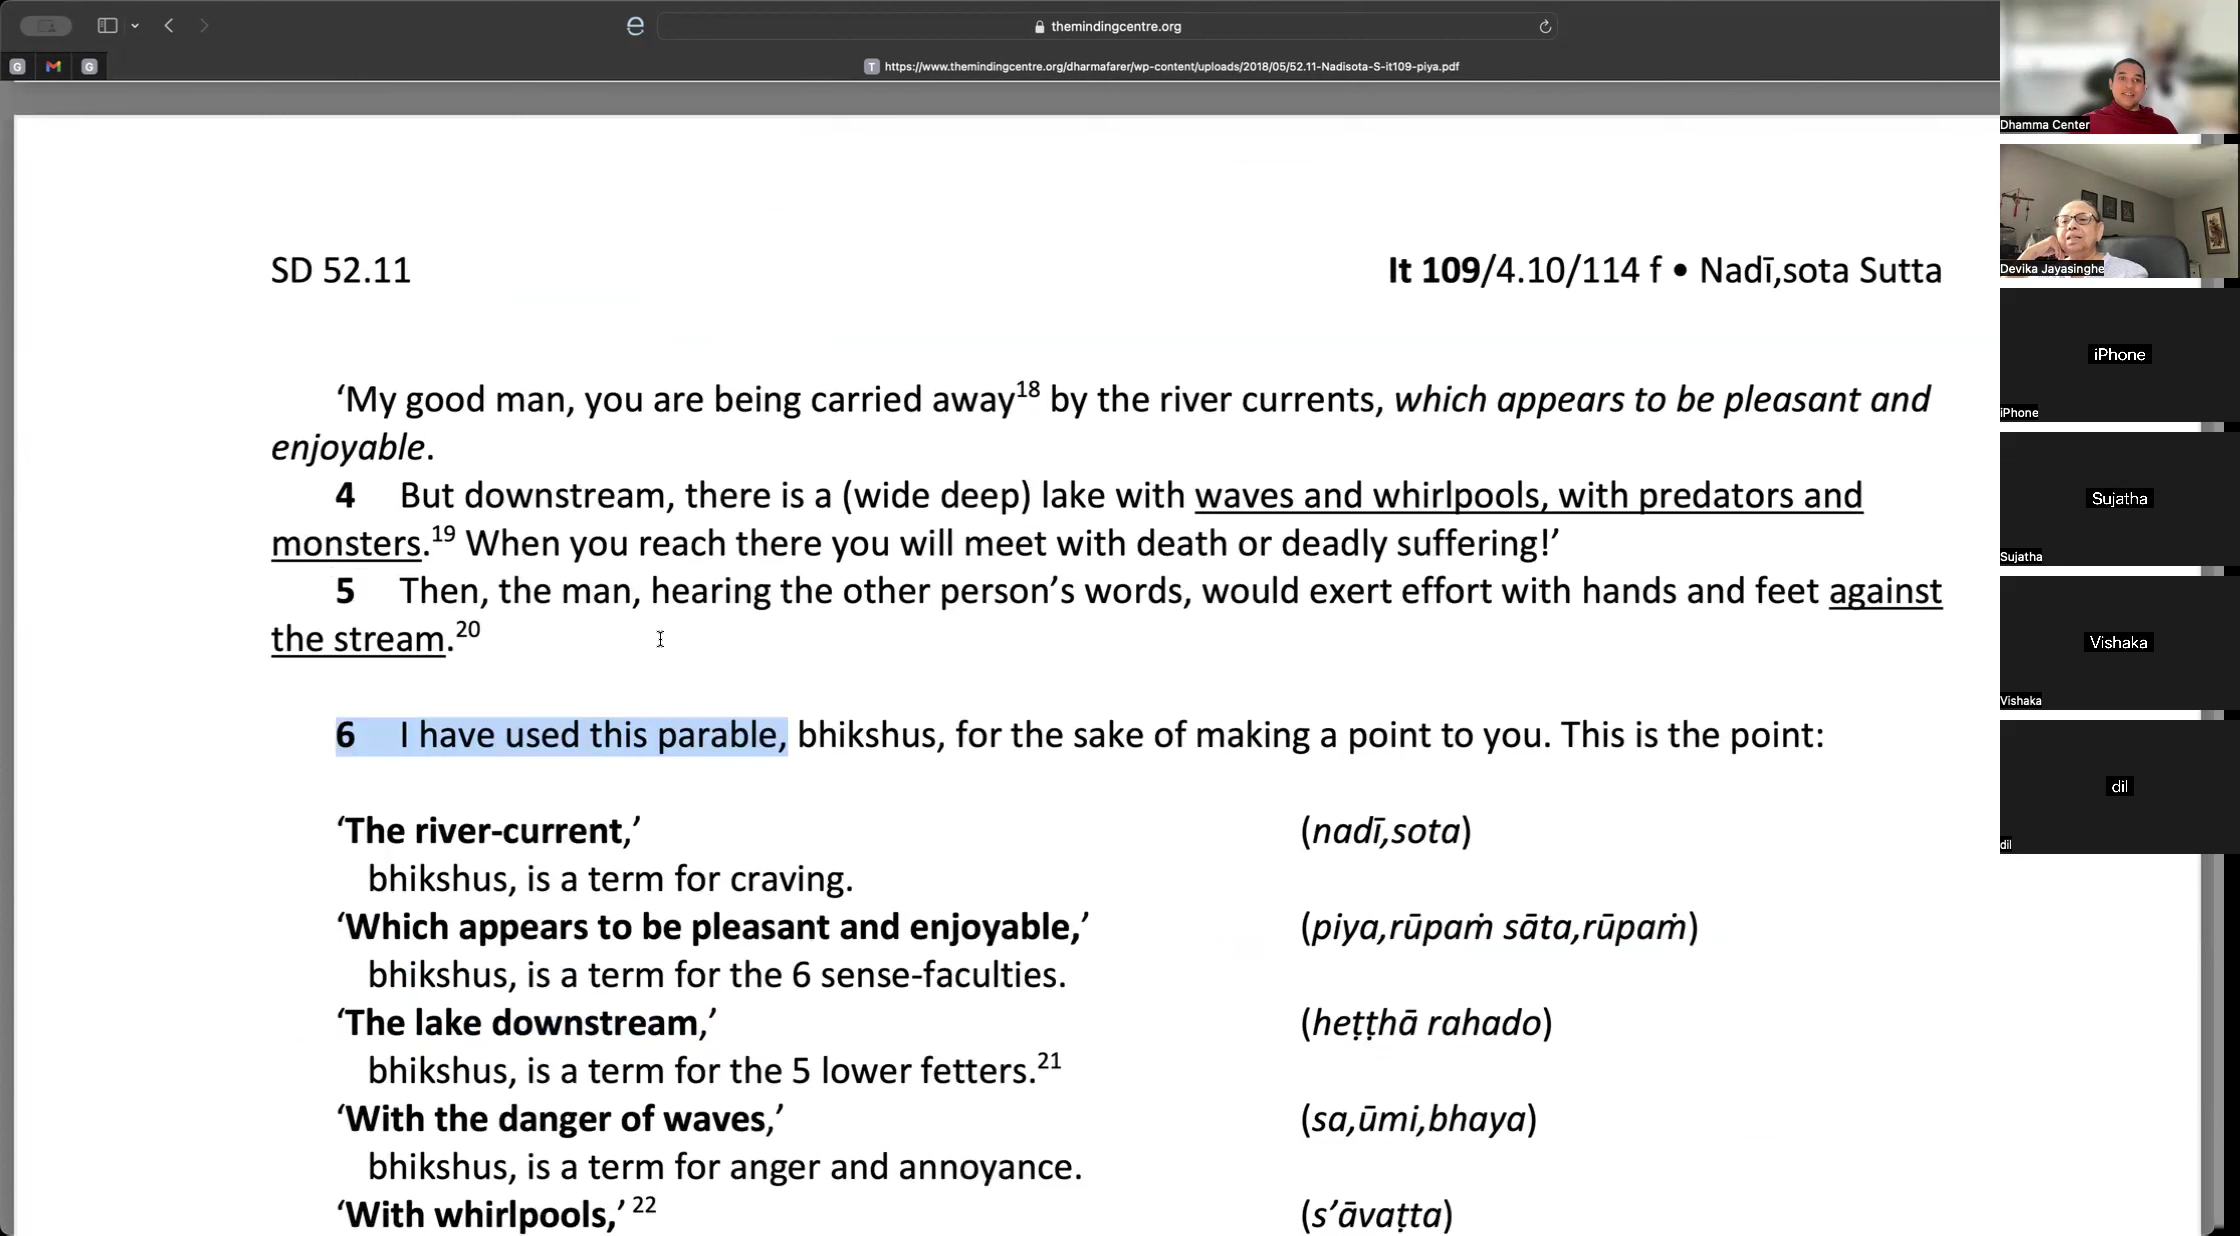 themindingcentre.org
G
G
T https://www.themindingcentre.org/dharmafarer/wp-content/uploads/2018/05/52.11-Nadisota-S-it109-piya.pdf
SD 52.11
It 109/4.10/114 f • Nadī,sota Sutta
‘My good man, you are being carried away18 by the river currents, which appears to be pleasant and
enjoyable.
4 But downstream, there is a (wide deep) lake with waves and whirlpools, with predators and
monsters.19 When you reach there you will meet with death or deadly suffering!’
5 Then, the man, hearing the other person’s words, would exert effort with hands and feet against
the stream.20
6 I have used this parable, bhikshus, for the sake of making a point to you. This is the point:
‘The river-current,’ (nadī,sota)
bhikshus, is a term for craving.
‘Which appears to be pleasant and enjoyable,’ (piya,rūpaṁ sāta,rūpaṁ)
bhikshus, is a term for the 6 sense-faculties.
‘The lake downstream,’ (heṭṭhā rahado)
bhikshus, is a term for the 5 lower fetters.21
‘With the danger of waves,’ (sa,ūmi,bhaya)
bhikshus, is a term for anger and annoyance.
‘With whirlpools,’ 22 (s’āvaṭṭa)
Dhamma Center
Devika Jayasinghe
iPhone
iPhone
Sujatha
Sujatha
Vishaka
Vishaka
dil
dil